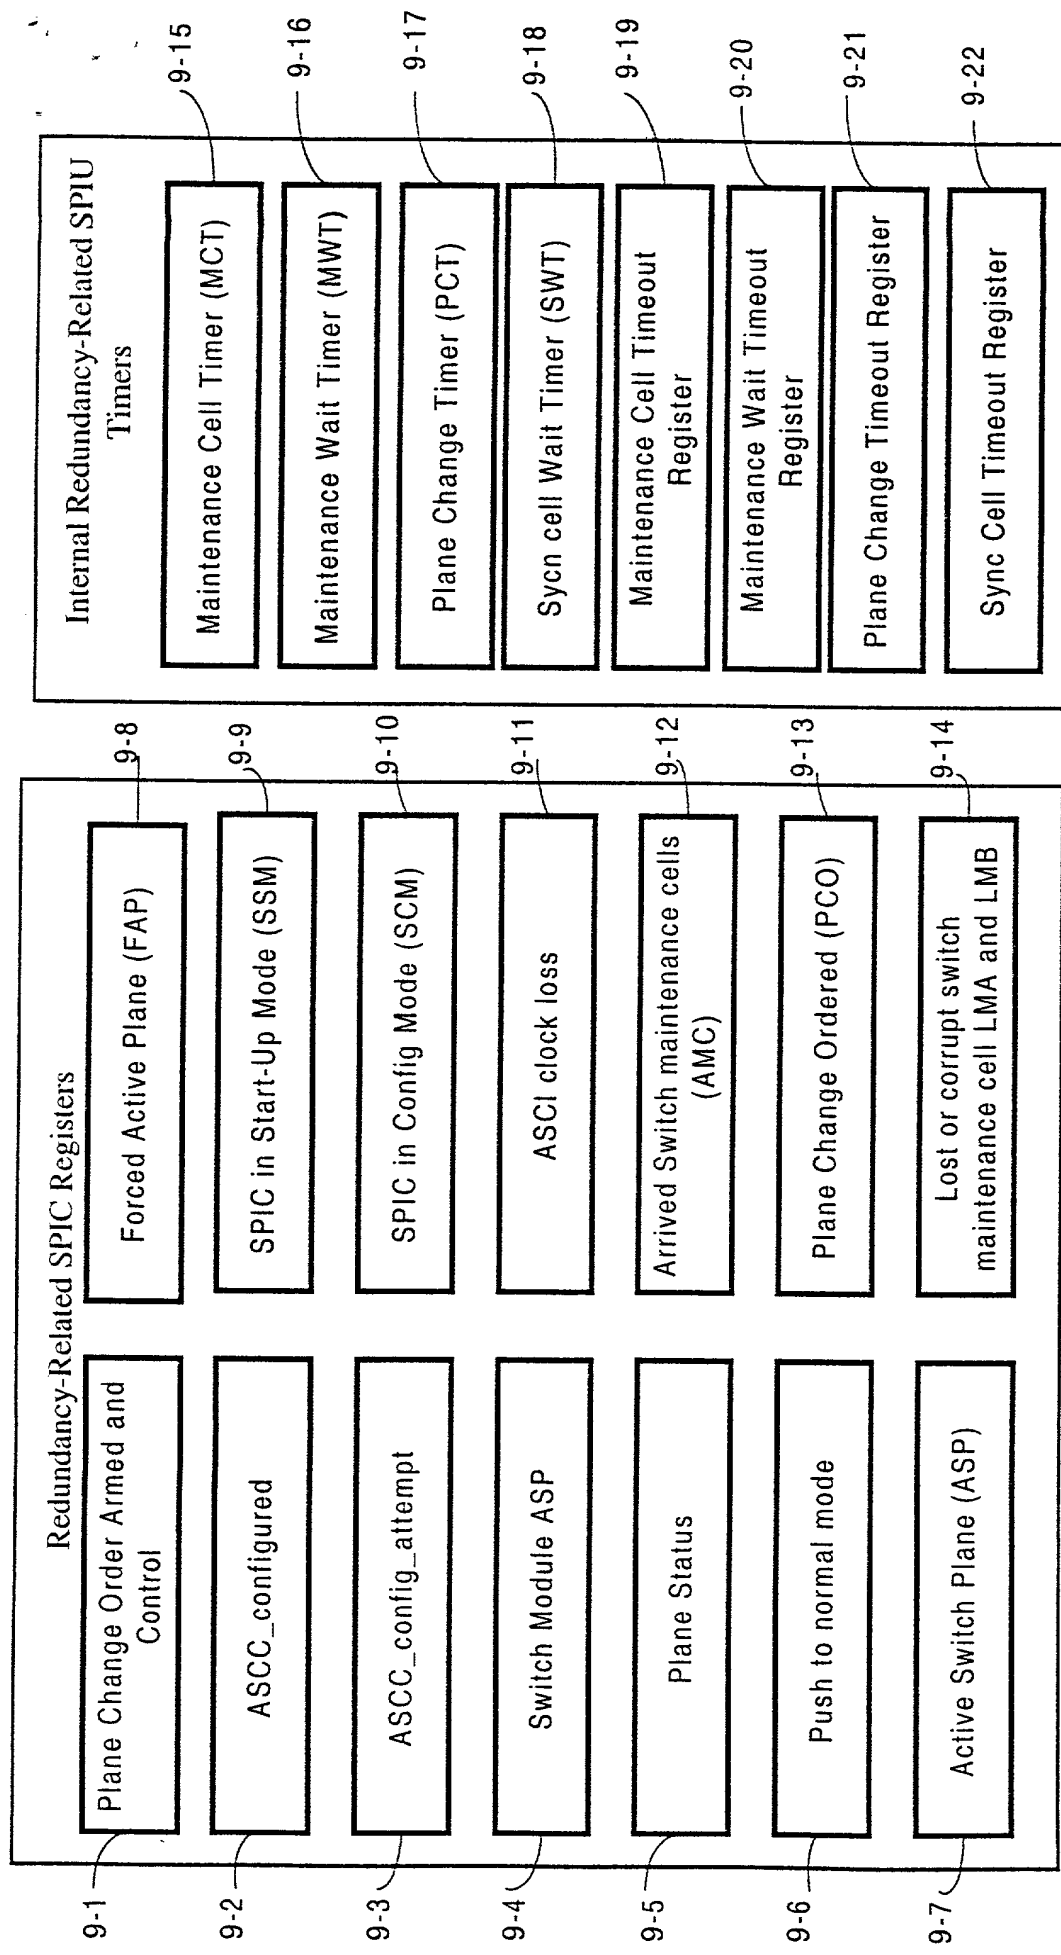 Redundancy-Related SPIC Registers
9-1
Plane Change Order Armed and
Control
9-2
ASCC_configured
9-3
ASCC_config_attempt
9-4
Switch Module ASP
9-5
Plane Status
9-6
Push to normal mode
9-7
Active Switch Plane (ASP)
9-8
Forced Active Plane (FAP)
9-9
SPIC in Start-Up Mode (SSM)
9-10
SPIC in Config Mode (SCM)
9-11
ASCI clock loss
9-12
Arrived Switch maintenance cells
(AMC)
9-13
Plane Change Ordered (PCO)
9-14
Lost or corrupt switch
maintenance cell LMA and LMB
Internal Redundancy-Related SPIU
Timers
Maintenance Cell Timer (MCT)
9-15
Maintenance Wait Timer (MWT)
9-16
Plane Change Timer (PCT)
9-17
Sycn cell Wait Timer (SWT)
9-18
Maintenance Cell Timeout
Register
9-19
Maintenance Wait Timeout
Register
9-20
Plane Change Timeout Register
9-21
Sync Cell Timeout Register
9-22